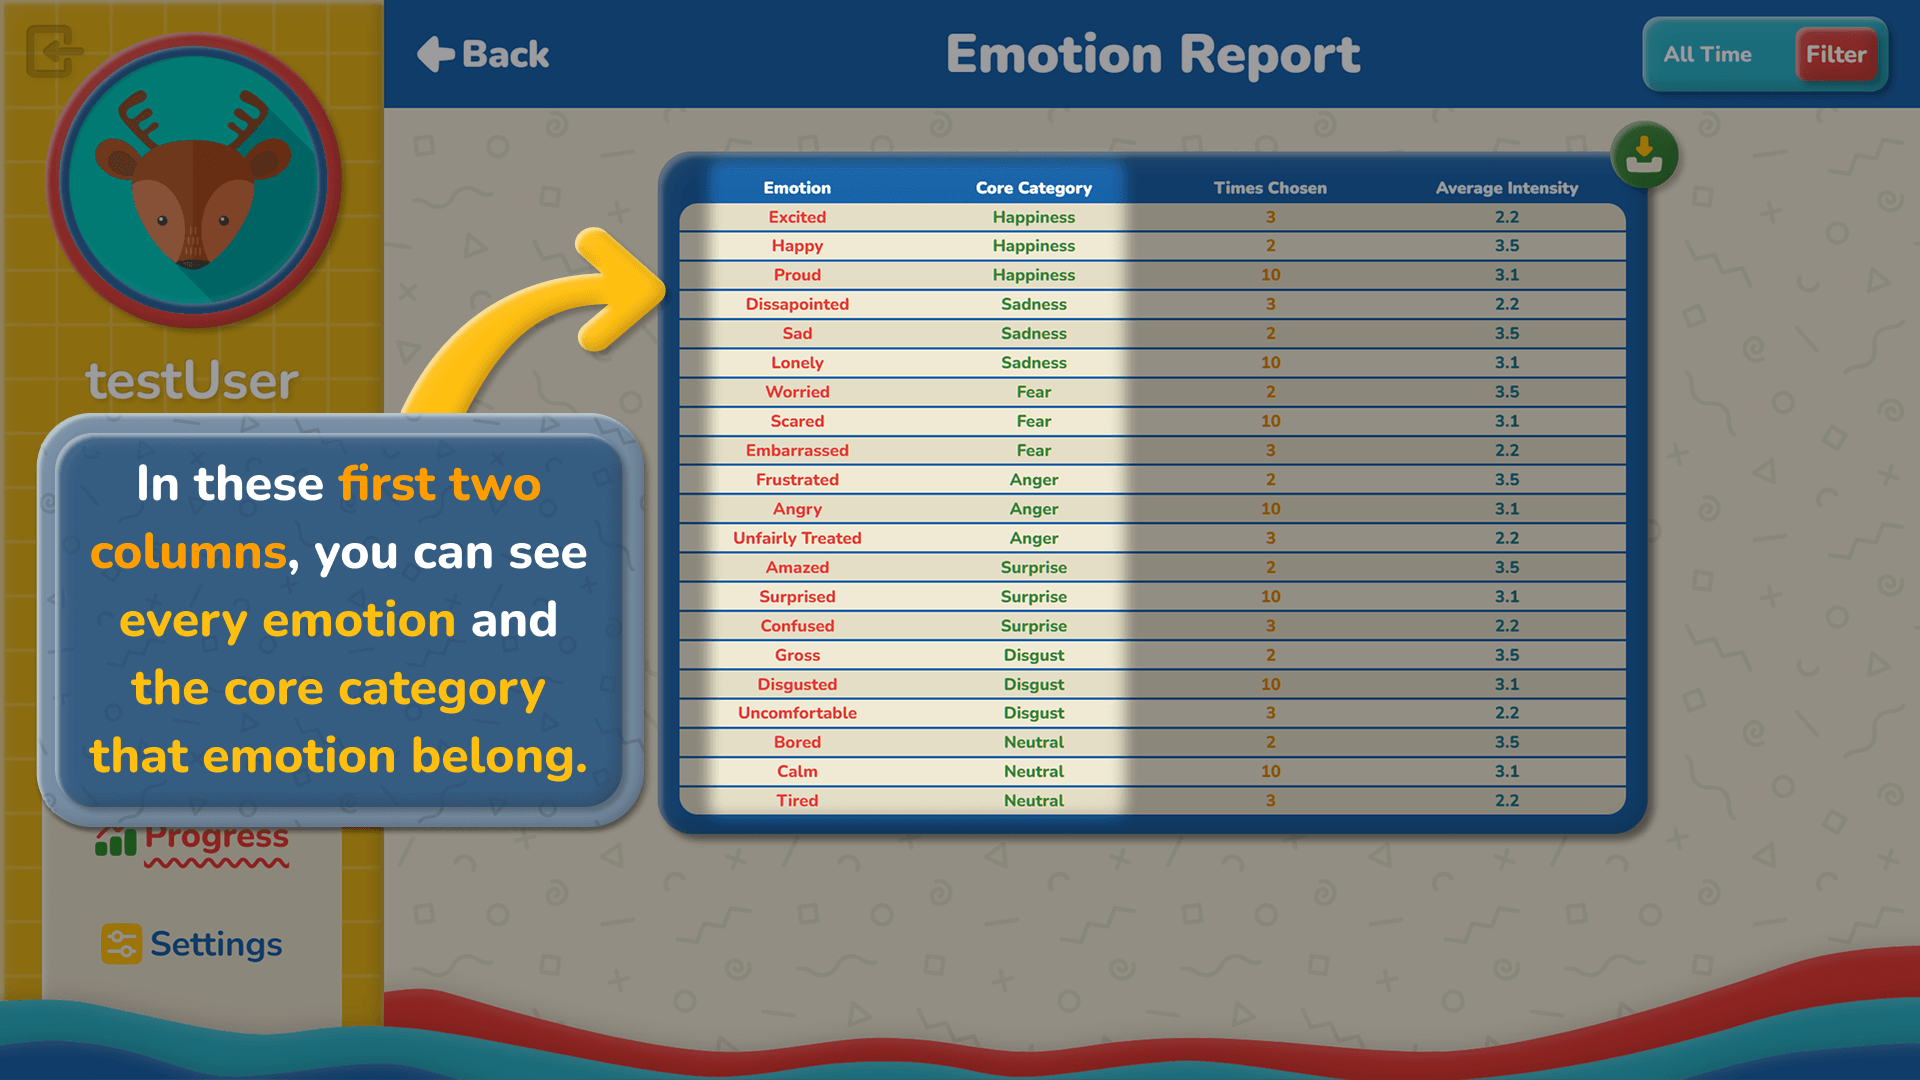 Back
Emotion Report
All Time Filter
testUser
In these first two
columns, you can see
every emotion and
the core category
that emotion belong.
Progress
Settings
Emotion Core Category Times Chosen Average Intensity
Excited Happiness 3 2.2
Happy Happiness 2 3.5
Proud Happiness 10 3.1
Dissapointed Sadness 3 2.2
Sad Sadness 2 3.5
Lonely Sadness 10 3.1
Worried Fear 2 3.5
Scared Fear 10 3.1
Embarrassed Fear 3 2.2
Frustrated Anger 2 3.5
Angry Anger 10 3.1
Unfairly Treated Anger 3 2.2
Amazed Surprise 2 3.5
Surprised Surprise 10 3.1
Confused Surprise 3 2.2
Gross Disgust 2 3.5
Disgusted Disgust 10 3.1
Uncomfortable Disgust 3 2.2
Bored Neutral 2 3.5
Calm Neutral 10 3.1
Tired Neutral 3 2.2